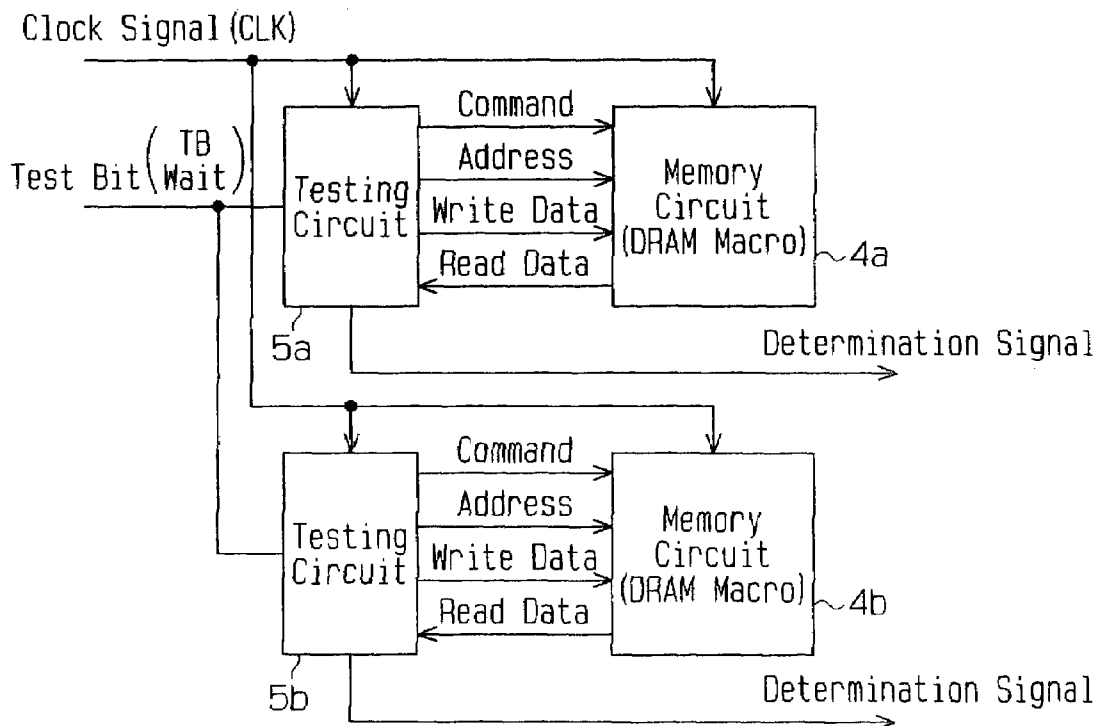 Clock Signal (CLK)
Test Bit (TB
Wait)
Testing
Circuit
Command
Address
Write Data
Read Data
Memory
Circuit
(DRAM Macro)
4a
5a
Determination Signal
Testing
Circuit
Command
Address
Write Data
Read Data
Memory
Circuit
(DRAM Macro)
4b
5b
Determination Signal